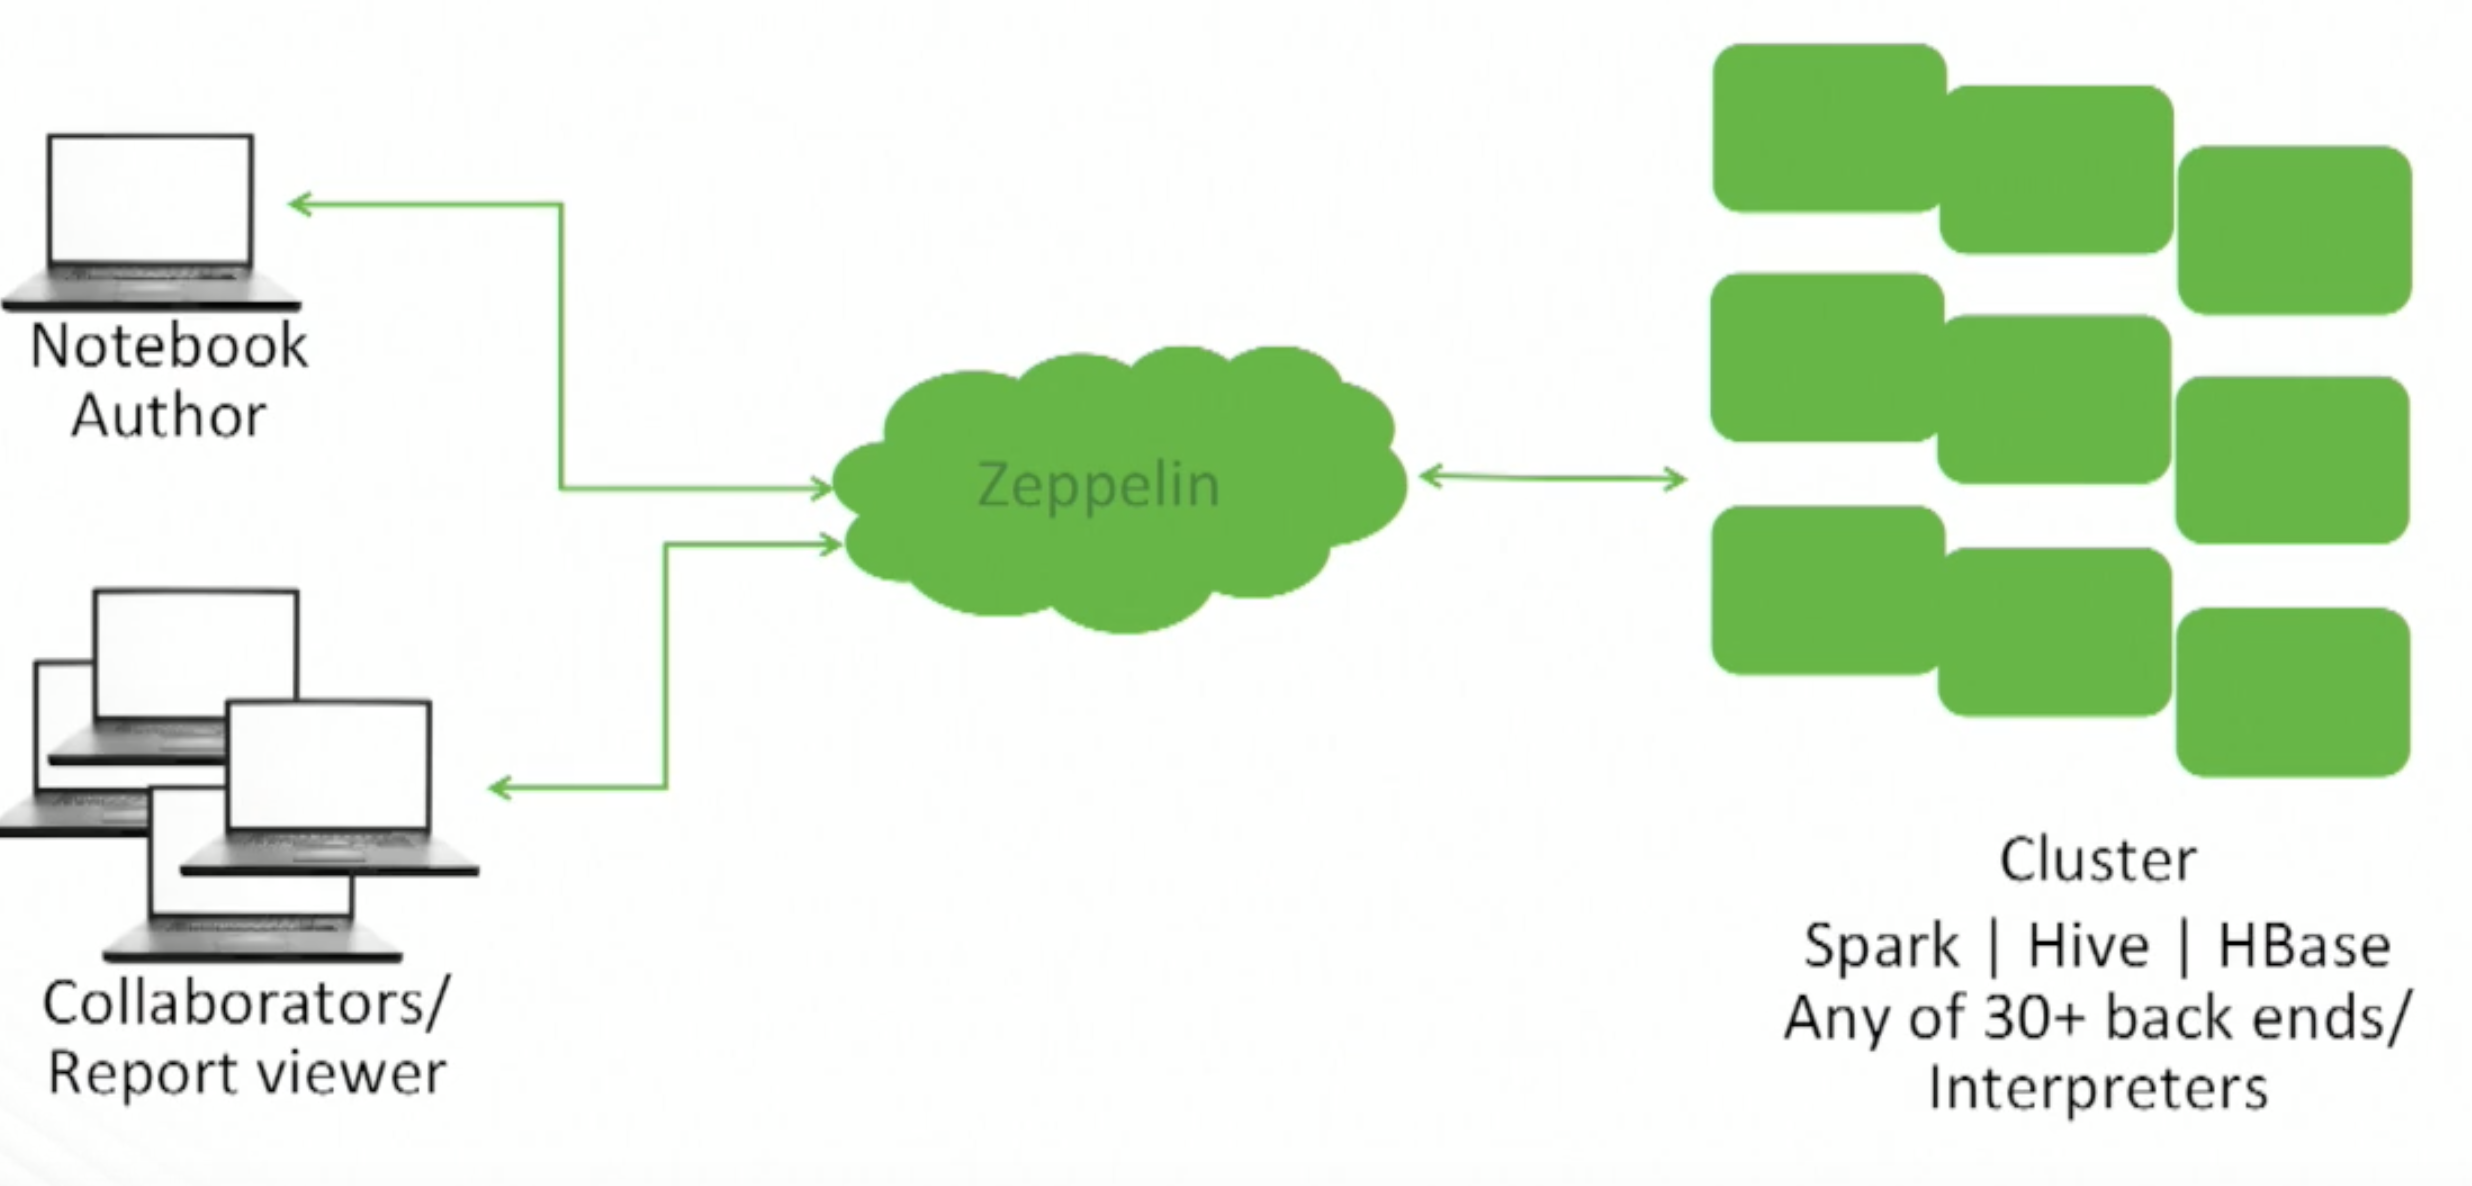 Notebook
Author
Zeppelin
Collaborators/
Report viewer
Cluster
Spark | Hive | HBase
Any of 30+ back ends/
Interpreters